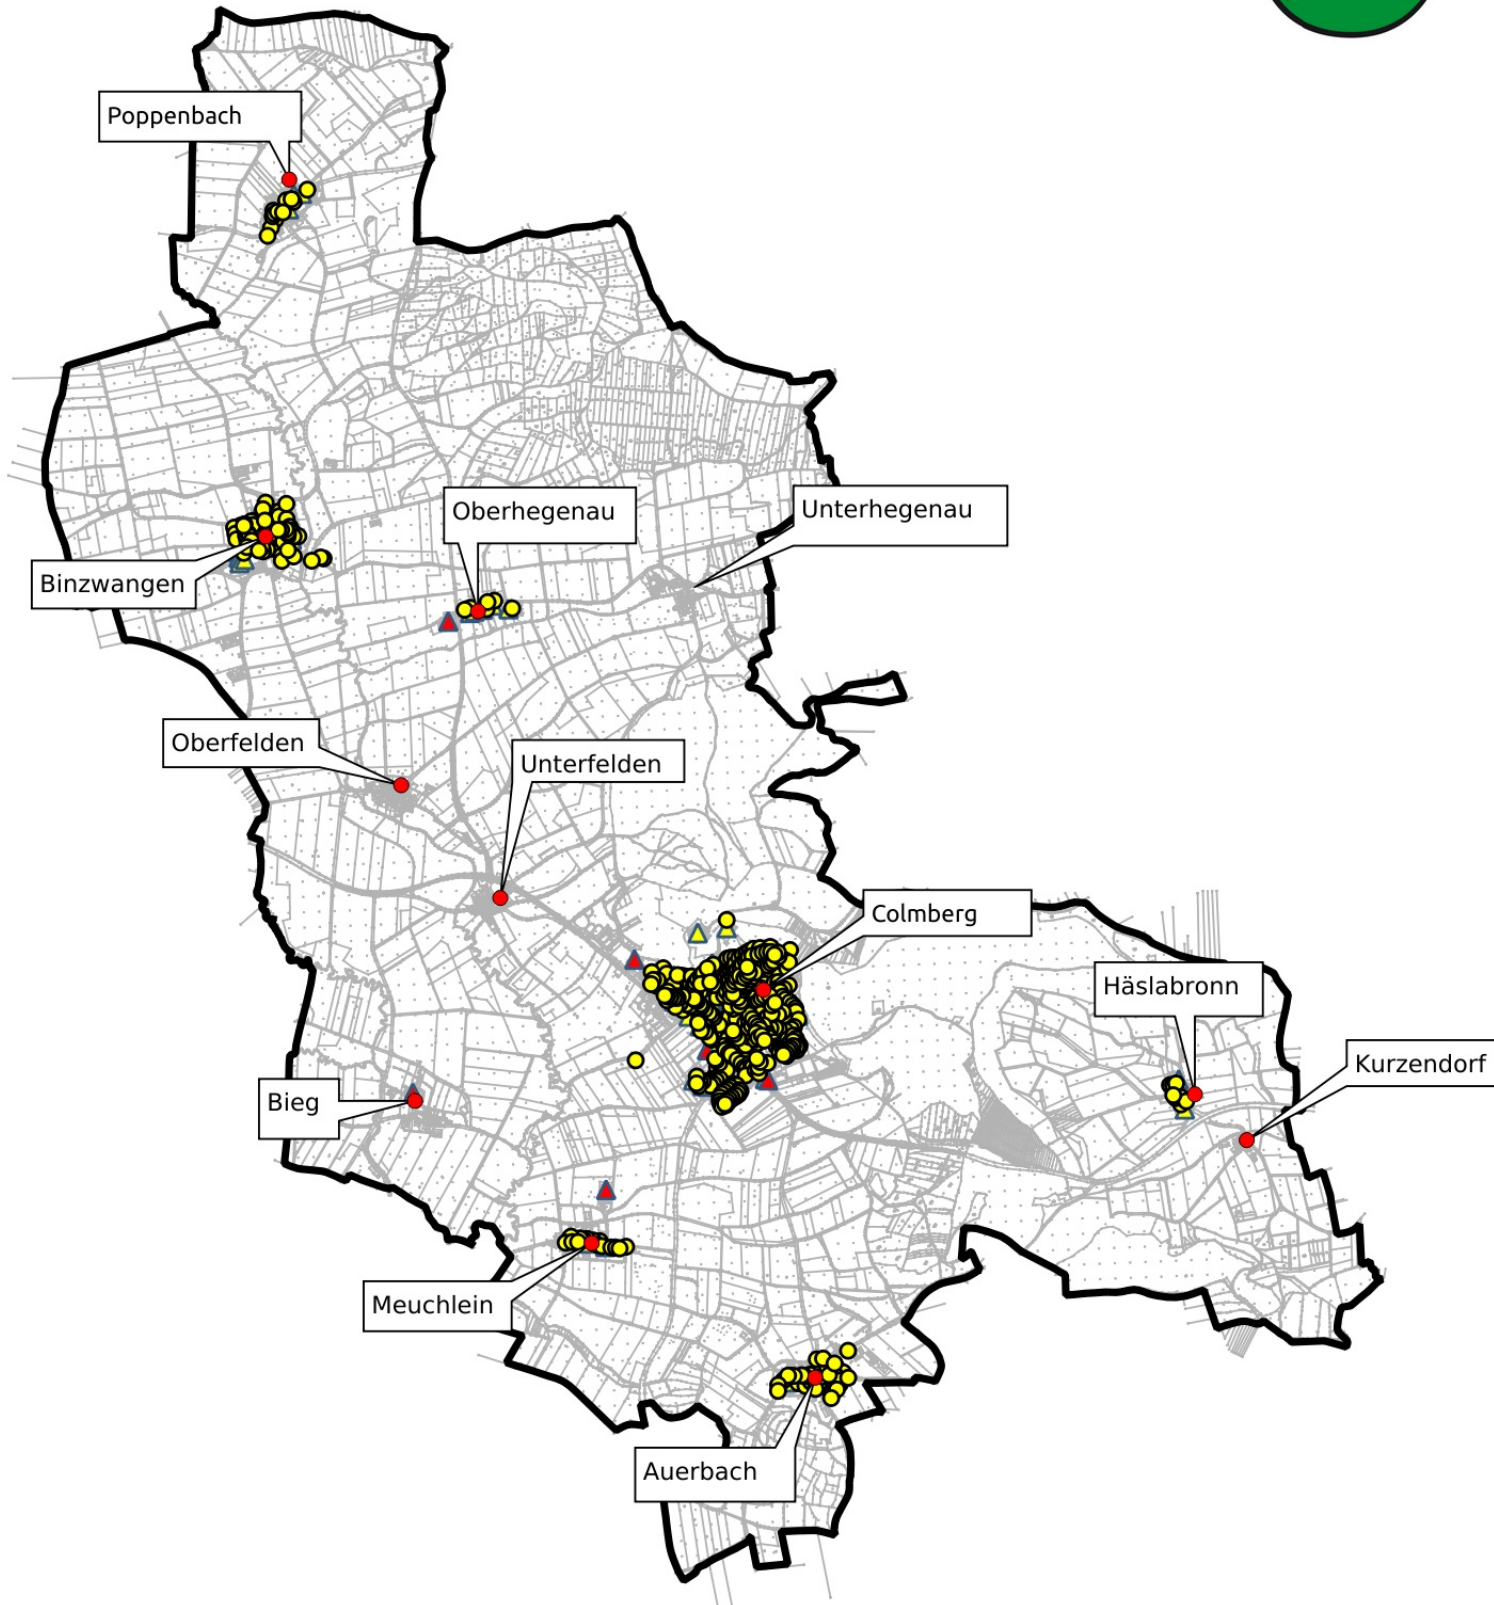 Poppenbach
Oberhegenau
Unterhegenau
Binzwangen
Oberfelden
Unterfelden
Colmberg
Häslabronn
Kurzendorf
Bieg
Meuchlein
Auerbach